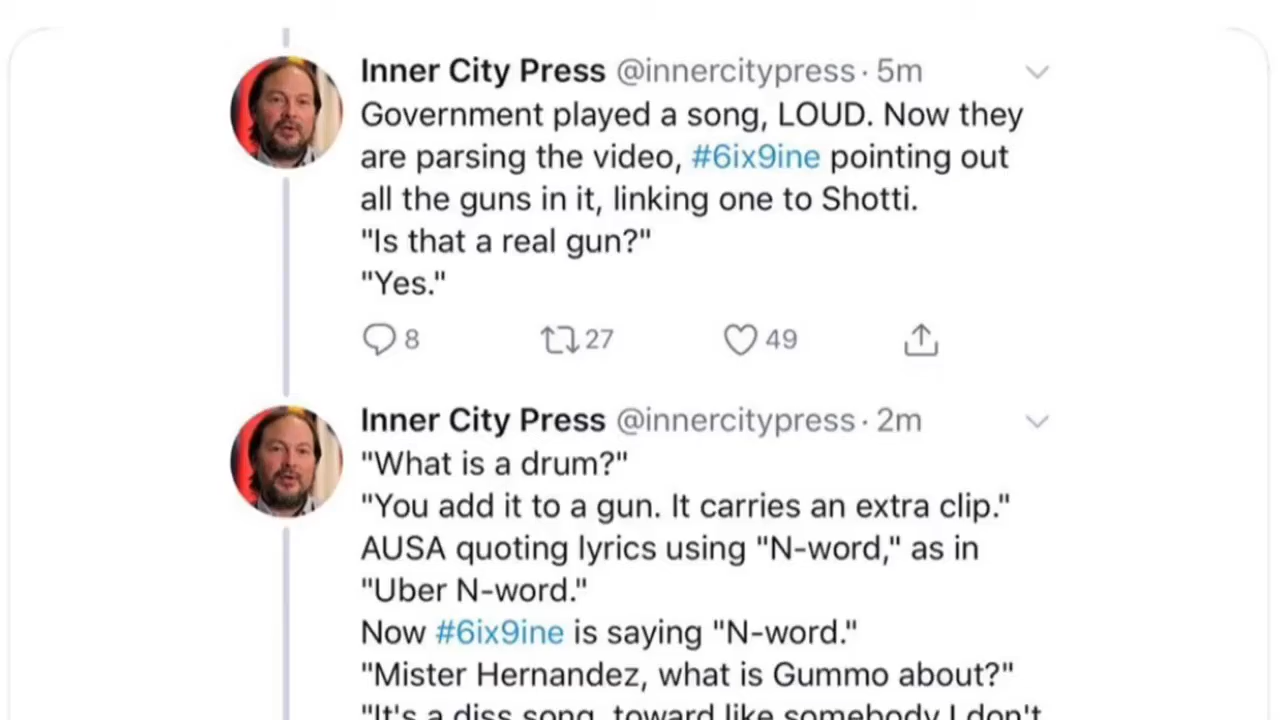 Inner City Press @innercitypress · 5m
Government played a song, LOUD. Now they
are parsing the video, #6ix9ine pointing out
all the guns in it, linking one to Shotti.
"Is that a real gun?"
"Yes."
8 27 49
Inner City Press @innercitypress · 2m
"What is a drum?"
"You add it to a gun. It carries an extra clip."
AUSA quoting lyrics using "N-word," as in
"Uber N-word."
Now #6ix9ine is saying "N-word."
"Mister Hernandez, what is Gummo about?"
"It's a diss song, toward like somebody I don't